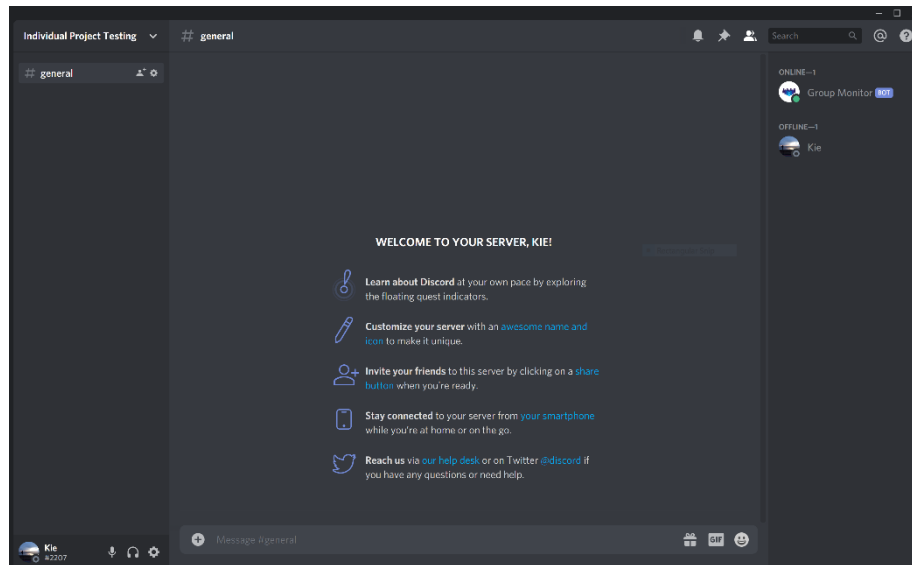 Individual Project Testing
# general
Search
# general
ONLINE—1
Group Monitor BOT
OFFLINE—1
Kie
WELCOME TO YOUR SERVER, KIE!
Learn about Discord at your own pace by exploring
the floating quest indicators.
Customize your server with an awesome name and
icon to make it unique.
Invite your friends to this server by clicking on a share
button when you're ready.
Stay connected to your server from your smartphone
while you're at home or on the go.
Reach us via our help desk or on Twitter @discord if
you have any questions or need help.
Message #general
GIF
Kie
#2207